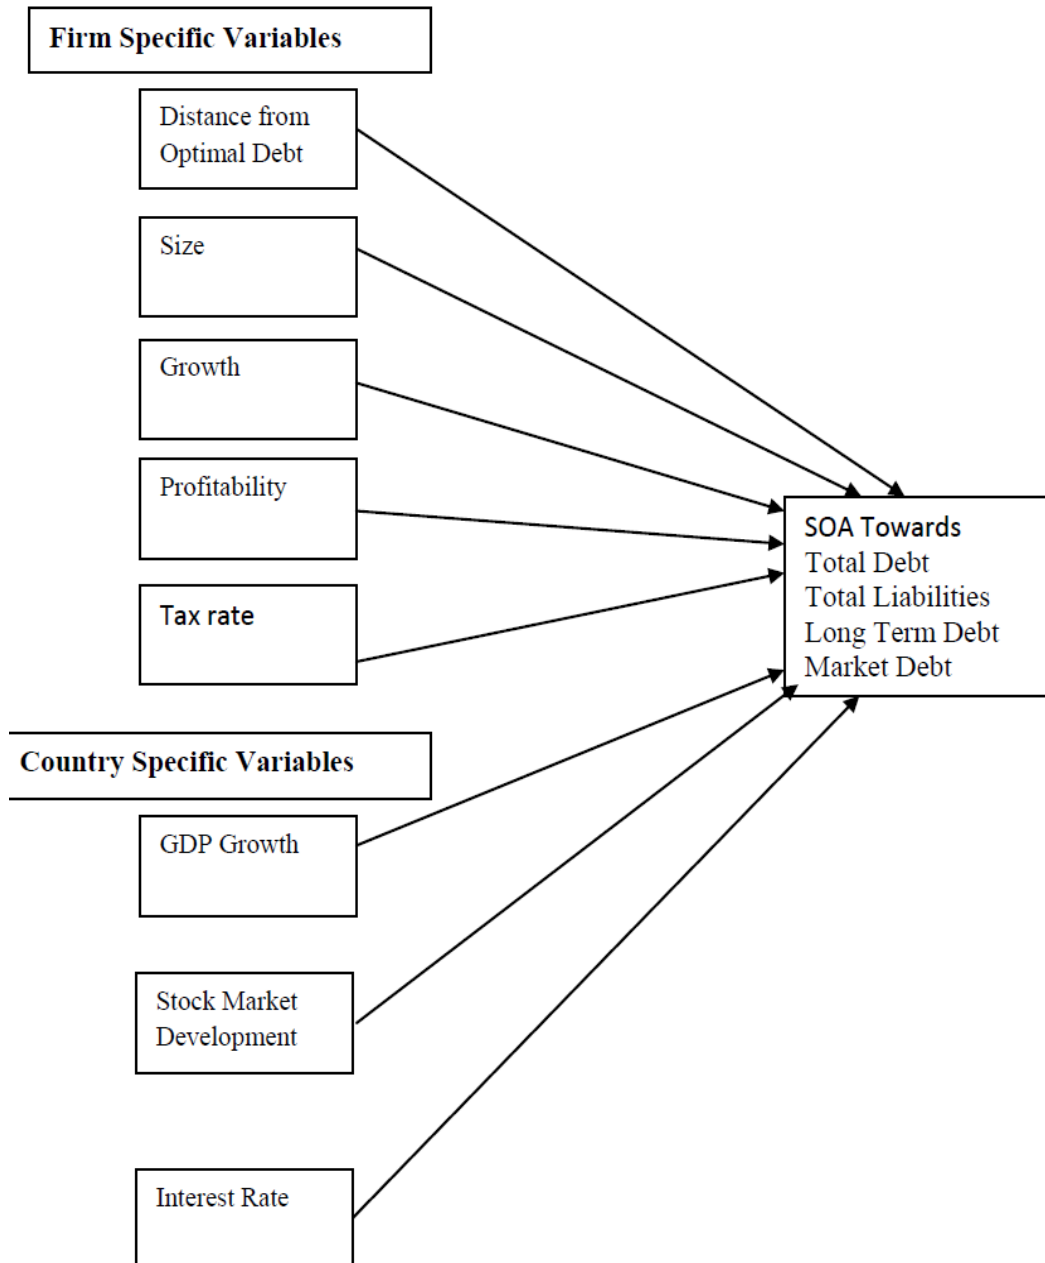 Firm Specific Variables
Distance from
Optimal Debt
Size
Growth
Profitability
Tax rate
SOA Towards
Total Debt
Total Liabilities
Long Term Debt
Market Debt
Country Specific Variables
GDP Growth
Stock Market
Development
Interest Rate